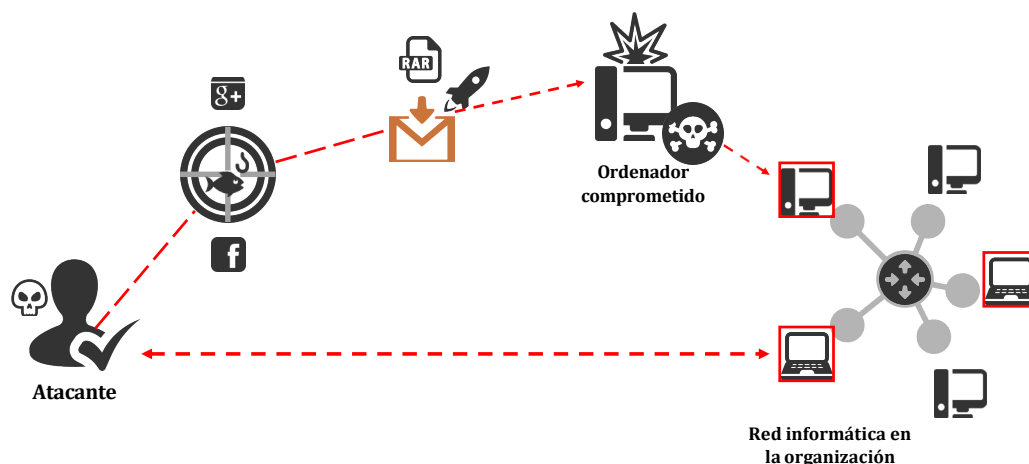 g+
RAR
Ordenador
comprometido
f
Atacante
Red informática en
la organización